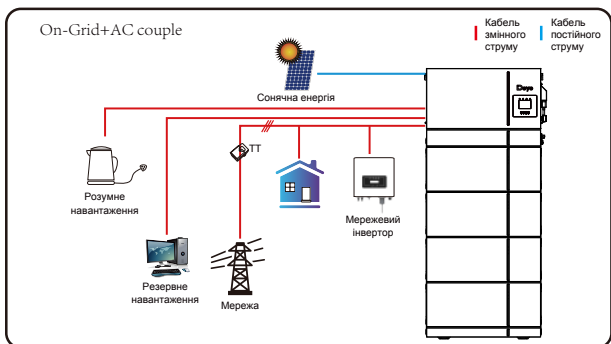 On-Grid+AC couple
Кабель
змінного
струму
Кабель
постійного
струму
Сонячна енергія
Deye
ТТ
Розумне
навантаження
Мережевий
інвертор
Резервне
навантаження
Мережа